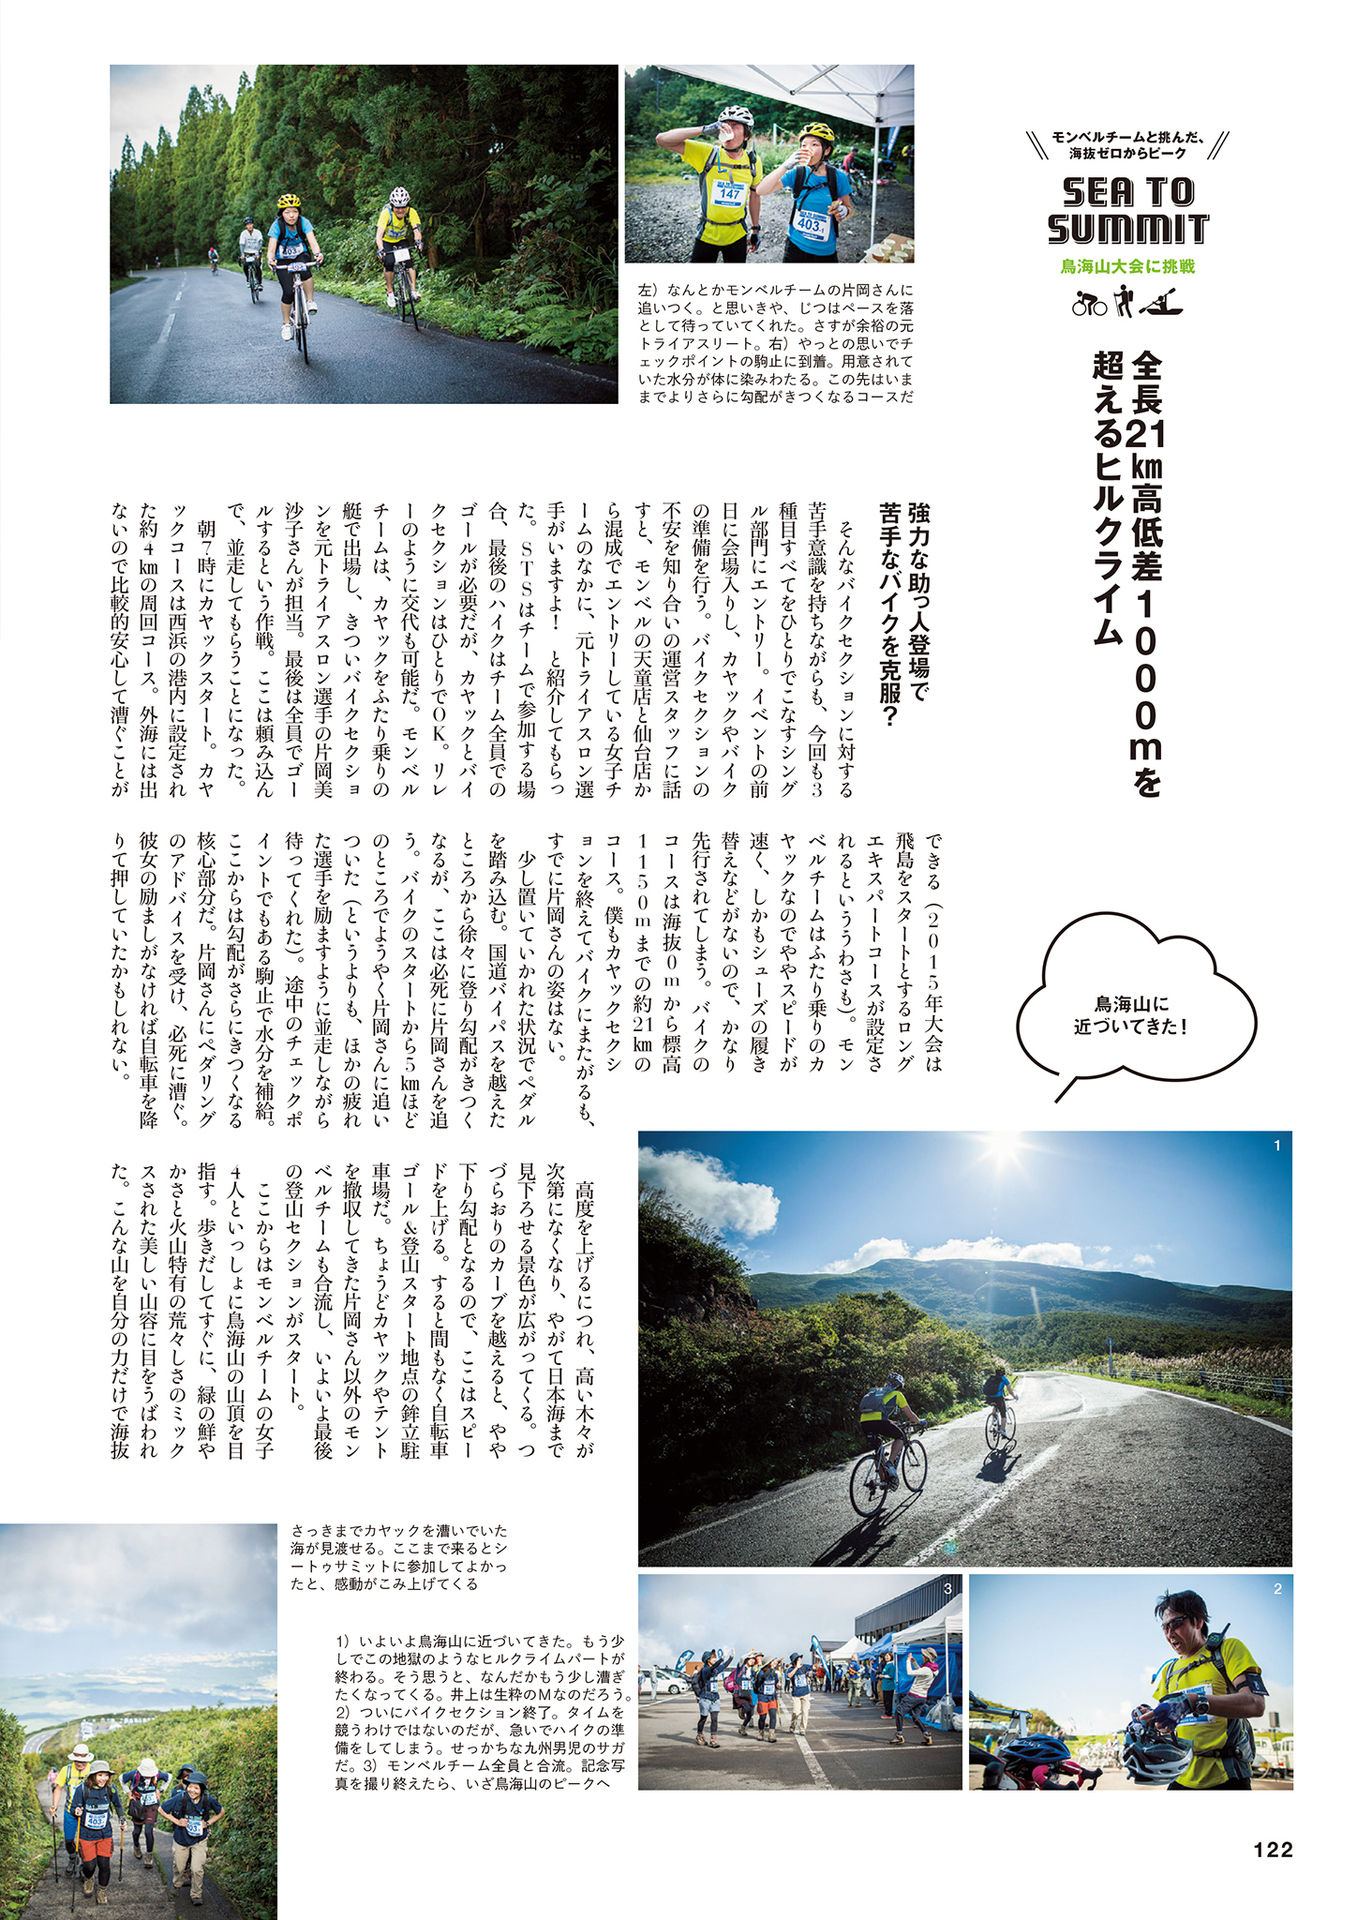 モンベルチームと挑んだ、
海抜ゼロからピーク
SEA TO
SUMMIT
鳥海山大会に挑戦
全長21㎞高低差1000mを
超えるヒルクライム
147
403
403
左）なんとかモンベルチームの片岡さんに
追いつく。と思いきや、じつはペースを落
として待っていてくれた。さすが余裕の元
トライアスリート。右）やっとの思いでチ
ェックポイントの駒止に到着。用意されて
いた水分が体に染みわたる。この先はいま
までよりさらに勾配がきつくなるコースだ
強力な助っ人登場で
苦手なバイクを克服？
そんなバイクセクションに対する
苦手意識を持ちながらも、今回も3
種目すべてをひとりでこなすシング
ル部門にエントリー。イベントの前
日に会場入りし、カヤックやバイク
の準備を行う。バイクセクションの
不安を知り合いの運営スタッフに話
すと、モンベルの天童店と仙台店か
ら混成でエントリーしている女子チ
ームのなかに、元トライアスロン選
手がいますよ！　と紹介してもらっ
た。STSはチームで参加する場
合、最後のハイクはチーム全員での
ゴールが必要だが、カヤックとバイ
クセクションはひとりでOK。リレ
ーのように交代も可能だ。モンベル
チームは、カヤックをふたり乗りの
艇で出場し、きついバイクセクショ
ンを元トライアスロン選手の片岡美
沙子さんが担当。最後は全員でゴー
ルするという作戦。ここは頼み込ん
で、並走してもらうことになった。
朝7時にカヤックスタート。カヤ
ックコースは西浜の港内に設定され
た約4㎞の周回コース。外海には出
ないので比較的安心して漕ぐことが
できる（2015年大会は
飛島をスタートとするロング
エキスパートコースが設定さ
れるといううわさも）。モン
ベルチームはふたり乗りのカ
ヤックなのでややスピードが
速く、しかもシューズの履き
替えなどがないので、かなり
先行されてしまう。バイクの
コースは海抜0mから標高
1150mまでの約21㎞の
コース。僕もカヤックセクシ
ョンを終えてバイクにまたがるも、
すでに片岡さんの姿はない。
少し置いていかれた状況でペダル
を踏み込む。国道バイパスを越えた
ところから徐々に登り勾配がきつく
なるが、ここは必死に片岡さんを追
う。バイクのスタートから5㎞ほど
のところでようやく片岡さんに追い
ついた（というよりも、ほかの疲れ
た選手を励ますように並走しながら
待ってくれた）。途中のチェックポ
イントでもある駒止で水分を補給。
ここからは勾配がさらにきつくなる
核心部分だ。片岡さんにペダリング
のアドバイスを受け、必死に漕ぐ。
彼女の励ましがなければ自転車を降
りて押していたかもしれない。
高度を上げるにつれ、高い木々が
次第になくなり、やがて日本海まで
見下ろせる景色が広がってくる。つ
づらおりのカーブを越えると、やや
下り勾配となるので、ここはスピー
ドを上げる。すると間もなく自転車
ゴール＆登山スタート地点の鉾立駐
車場だ。ちょうどカヤックやテント
を撤収してきた片岡さん以外のモン
ベルチームも合流し、いよいよ最後
の登山セクションがスタート。
ここからはモンベルチームの女子
4人といっしょに鳥海山の山頂を目
指す。歩きだしてすぐに、緑の鮮や
かさと火山特有の荒々しさのミック
スされた美しい山容に目をうばわれ
た。こんな山を自分の力だけで海抜
鳥海山に
近づいてきた！
1
3
2
さっきまでカヤックを漕いでいた
海が見渡せる。ここまで来るとシ
ートゥサミットに参加してよかっ
たと、感動がこみ上げてくる
1）いよいよ鳥海山に近づいてきた。もう少
しでこの地獄のようなヒルクライムパートが
終わる。そう思うと、なんだかもう少し漕ぎ
たくなってくる。井上は生粋のMなのだろう。
2）ついにバイクセクション終了。タイムを
競うわけではないのだが、急いでハイクの準
備をしてしまう。せっかちな九州男児のサガ
だ。3）モンベルチーム全員と合流。記念写
真を撮り終えたら、いざ鳥海山のピークへ
403
122